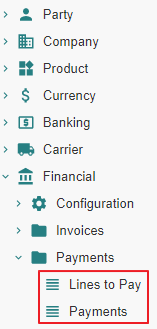 Party
Company
Product
Currency
Banking
Carrier
Financial
Configuration
Invoices
Payments
Lines to Pay
Payments